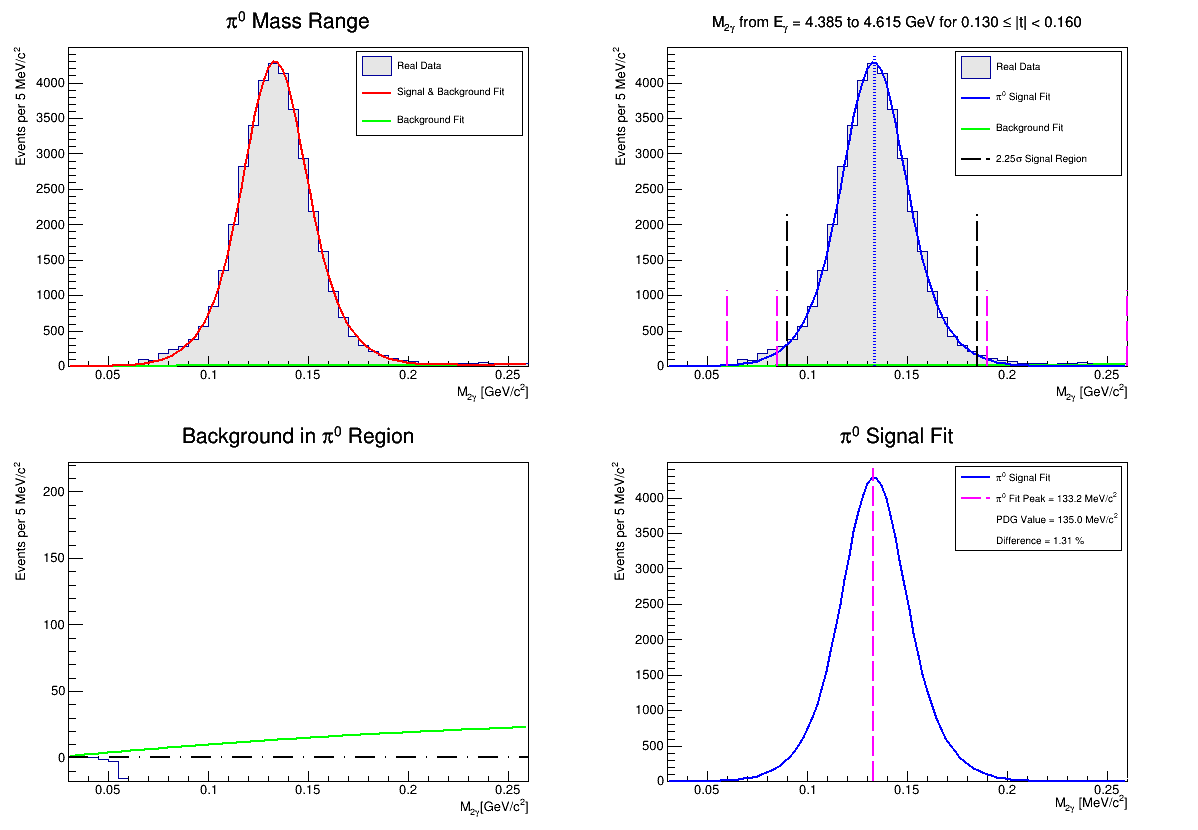 π⁰ Mass Range
Events per 5 MeV/c²
4000
3500
3000
2500
2000
1500
1000
500
0
Real Data
Signal & Background Fit
Background Fit
0.05
0.1
0.15
0.2
0.25
M₂γ [GeV/c²]
M₂γ from Eγ = 4.385 to 4.615 GeV for 0.130 ≤ |t| < 0.160
Events per 5 MeV/c²
4000
3500
3000
2500
2000
1500
1000
500
0
Real Data
π⁰ Signal Fit
Background Fit
2.25σ Signal Region
0.05
0.1
0.15
0.2
0.25
M₂γ [GeV/c²]
Background in π⁰ Region
Events per 5 MeV/c²
200
150
100
50
0
0.05
0.1
0.15
0.2
0.25
M₂γ[GeV/c²]
π⁰ Signal Fit
Events per 5 MeV/c²
4000
3500
3000
2500
2000
1500
1000
500
0
π⁰ Signal Fit
π⁰ Fit Peak = 133.2 MeV/c²
PDG Value = 135.0 MeV/c²
Difference = 1.31 %
0.05
0.1
0.15
0.2
0.25
M₂γ [MeV/c²]